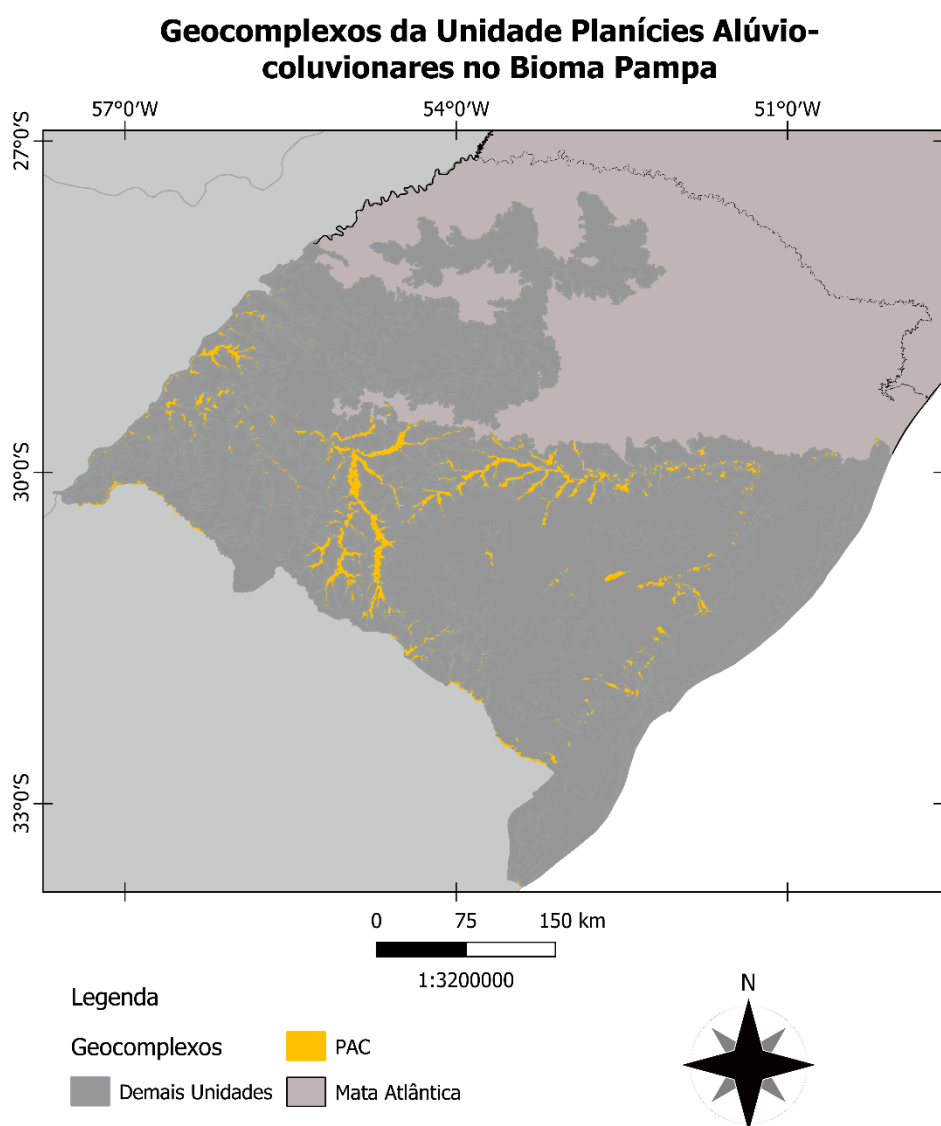 Geocomplexos da Unidade Planícies Alúvio-
coluvionares no Bioma Pampa
57°0'W 54°0'W 51°0'W
27°0'S
30°0'S
33°0'S
0 75 150 km
1:3200000
Legenda
Geocomplexos
PAC
Demais Unidades
Mata Atlântica
N